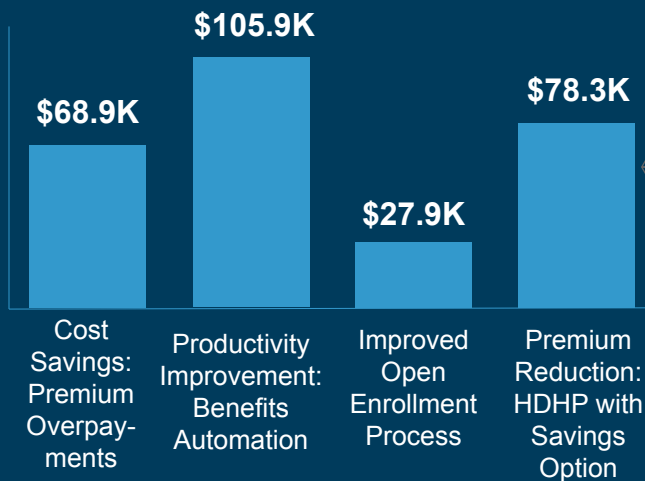 $68.9K
$105.9K
$27.9K
$78.3K
Cost
Savings:
Premium
Overpay-
ments
Productivity
Improvement:
Benefits
Automation
Improved
Open
Enrollment
Process
Premium
Reduction:
HDHP with
Savings
Option